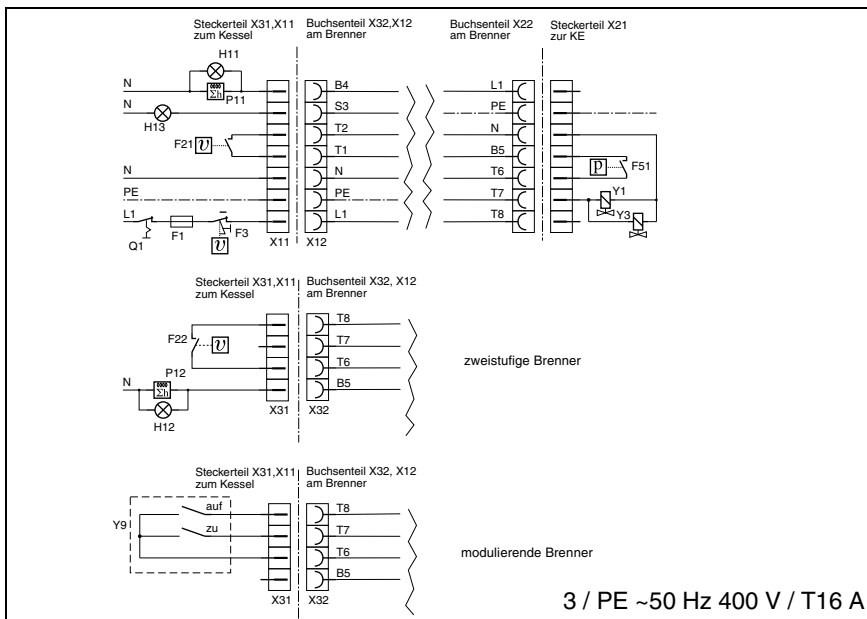 Steckerteil X31,X11
zum Kessel
Buchsenteil X32,X12
am Brenner
Buchsenteil X22
am Brenner
Steckerteil X21
zur KE
H11
N
0000
Σh
P11
B4
L1
N
H13
S3
PE
F21
υ
T2
N
T1
B5
p
F51
N
N
T6
PE
PE
T7
Y1
L1
Q1
F1
F3
υ
L1
T8
Y3
X11
X12
Steckerteil X31,X11
zum Kessel
Buchsenteil X32, X12
am Brenner
T8
F22
υ
T7
zweistufige Brenner
P12
T6
N
0000
Σh
B5
H12
X31
X32
Steckerteil X31,X11
zum Kessel
Buchsenteil X32, X12
am Brenner
auf
T8
Y9
zu
T7
T6
modulierende Brenner
B5
X31
X32
3 / PE ~50 Hz 400 V / T16 A